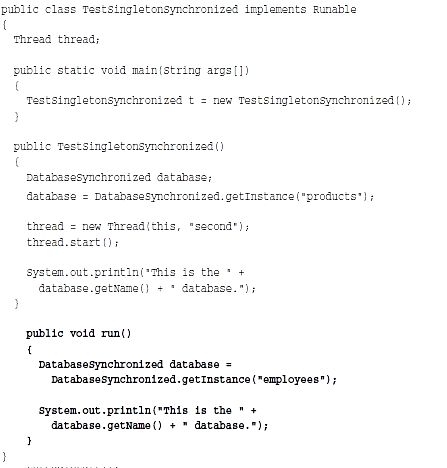 public class TestSingletonSynchronized implements Runable
{
  Thread thread;

  public static void main(String args[])
  {
    TestSingletonSynchronized t = new TestSingletonSynchronized();
  }

  public TestSingletonSynchronized()
  {
    DatabaseSynchronized database;
    database = DatabaseSynchronized.getInstance("products");

    thread = new Thread(this, "second");
    thread.start();

    System.out.println("This is the " +
      database.getName() + " database.");
  }

    public void run()
    {
      DatabaseSynchronized database =
        DatabaseSynchronized.getInstance("employees");

      System.out.println("This is the " +
        database.getName() + " database.");
    }
}